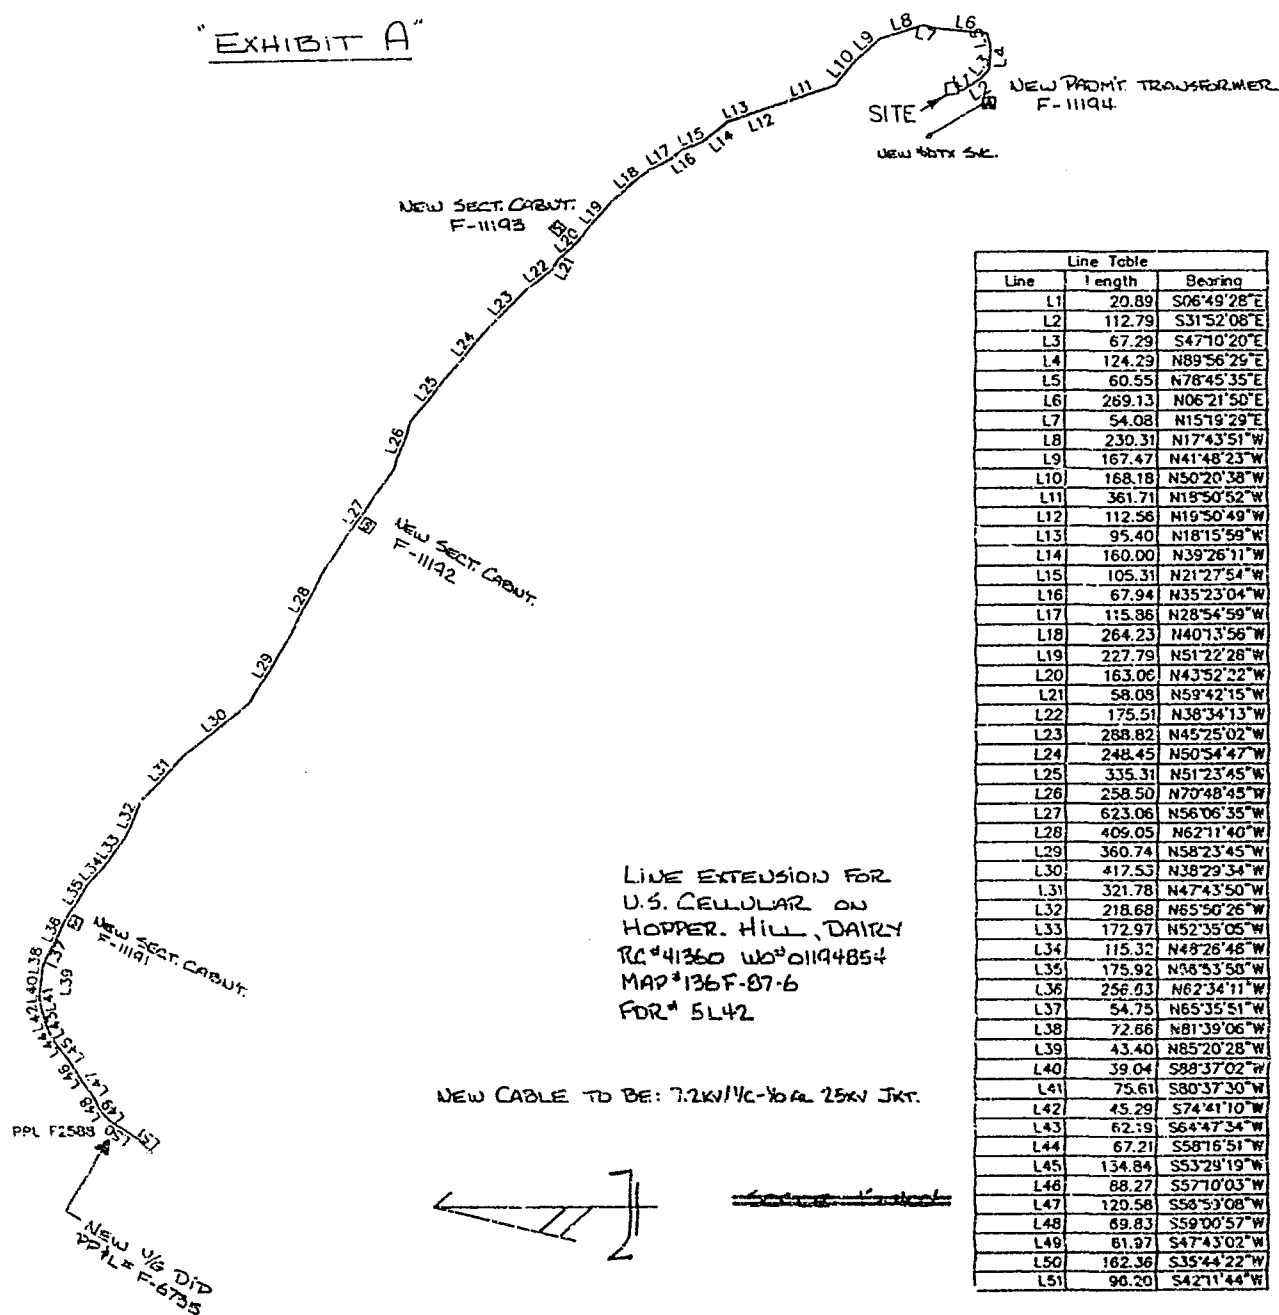 "EXHIBIT A"
L8
L6
L7
L5
L9
L4
L10
L3
L1
L2
NEW PADM'T. TRANSFORMER
F-11194
SITE
L11
L13
L12
L14
L15
L17
L16
L18
NEW SECT. CABNT.
F-11193
L19
L20
L21
L22
L23
L24
L25
L26
L27
NEW SECT. CABNT.
F-11192
L28
L29
L30
L31
L32
L33
L34
L35
L36
NEW SECT. CABNT.
F-11191
L37
L38
L39
L40
L41
L42
L43
L44
L45
L46
L47
L48
L49
L50
L51
PPL F2588
NEW U/G DIP
PP&L # F-6735
LINE EXTENSION FOR
U.S. CELLULAR ON
HOPPER HILL, DAIRY
RC#41360 WO#01194854
MAP#136F-87-6
FDR# 5L42
NEW CABLE TO BE: 7.2KV/1/C-1/0 AL 25KV JKT.
Line Table
Line Length Bearing
L1 20.89 S06°49'28"E
L2 112.79 S31°52'08"E
L3 67.29 S47°10'20"E
L4 124.29 N89°56'29"E
L5 60.55 N78°45'35"E
L6 269.13 N06°21'50"E
L7 54.08 N15°19'29"E
L8 230.31 N17°43'51"W
L9 167.47 N41°48'23"W
L10 168.18 N50°20'38"W
L11 361.71 N18°50'52"W
L12 112.56 N19°50'49"W
L13 95.40 N18°15'59"W
L14 160.00 N39°26'11"W
L15 105.31 N21°27'54"W
L16 67.94 N35°23'04"W
L17 115.86 N28°54'59"W
L18 264.23 N40°13'56"W
L19 227.79 N51°22'28"W
L20 163.06 N43°52'22"W
L21 58.08 N59°42'15"W
L22 175.51 N38°34'13"W
L23 288.82 N45°25'02"W
L24 248.45 N50°54'47"W
L25 335.31 N51°23'45"W
L26 258.50 N70°48'45"W
L27 623.06 N56°06'35"W
L28 409.05 N62°11'40"W
L29 360.74 N58°23'45"W
L30 417.53 N38°29'34"W
L31 321.78 N47°43'50"W
L32 218.68 N65°50'26"W
L33 172.97 N52°35'05"W
L34 115.32 N48°26'46"W
L35 175.92
L36 256.63 N62°34'11"W
L37 54.75 N65°35'51"W
L38 72.66 N81°39'06"W
L39 43.40 N85°20'28"W
L40 39.04 S88°37'02"W
L41 75.61 S80°37'30"W
L42 45.29 S74°41'10"W
L43 62.19 S64°47'34"W
L44 67.21 S58°16'51"W
L45 134.84 S53°29'19"W
L46 88.27 S57°10'03"W
L47 120.58 S56°59'08"W
L48 69.83 S59°00'57"W
L49 61.97 S47°43'02"W
L50 162.36 S35°44'22"W
L51 90.20 S42°11'44"W